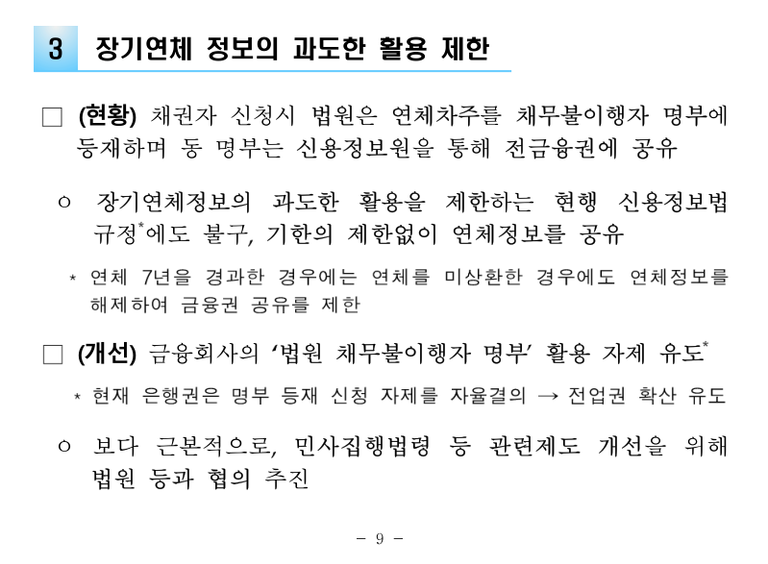 3 장기연체 정보의 과도한 활용 제한
□ (현황) 채권자 신청시 법원은 연체차주를 채무불이행자 명부에
등재하며 동 명부는 신용정보원을 통해 전금융권에 공유
ㅇ 장기연체정보의 과도한 활용을 제한하는 현행 신용정보법
규정*에도 불구, 기한의 제한없이 연체정보를 공유
* 연체 7년을 경과한 경우에는 연체를 미상환한 경우에도 연체정보를
해제하여 금융권 공유를 제한
□ (개선) 금융회사의 ‘법원 채무불이행자 명부’ 활용 자제 유도*
* 현재 은행권은 명부 등재 신청 자제를 자율결의 → 전업권 확산 유도
ㅇ 보다 근본적으로, 민사집행법령 등 관련제도 개선을 위해
법원 등과 협의 추진
- 9 -